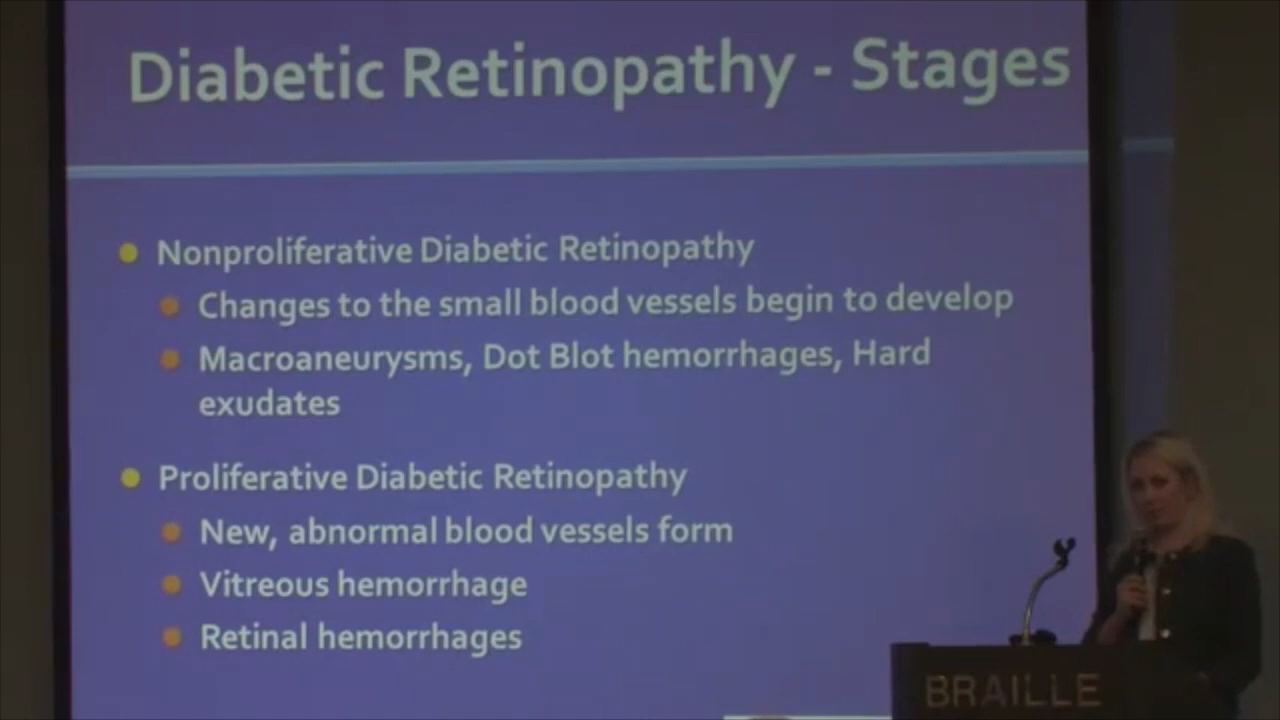 Diabetic Retinopathy - Stages
Nonproliferative Diabetic Retinopathy
Changes to the small blood vessels begin to develop
Macroaneurysms, Dot Blot hemorrhages, Hard
exudates
Proliferative Diabetic Retinopathy
New, abnormal blood vessels form
Vitreous hemorrhage
Retinal hemorrhages
BRAILLE